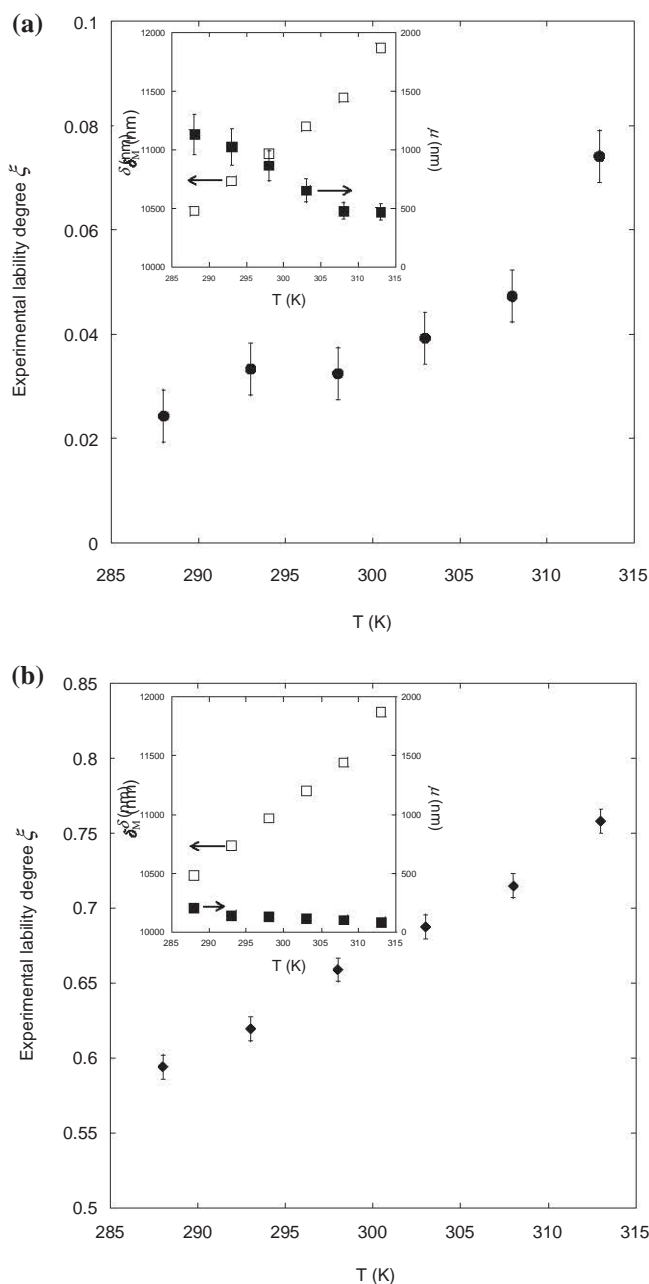 (a)
0.1
0.08
0.06
0.04
0.02
0
Experimental lability degree ξ
285 290 295 300 305 310 315
T (K)
12000
11500
11000
10500
10000
(nm)
2000
1500
1000
500
0
μ (nm)
285 290 295 300 305 310 315
T (K)
(b)
0.85
0.8
0.75
0.7
0.65
0.6
0.55
0.5
Experimental lability degree ξ
285 290 295 300 305 310 315
T (K)
12000
11500
11000
10500
10000
(nm)
2000
1500
1000
500
0
μ (nm)
285 290 295 300 305 310 315
T (K)